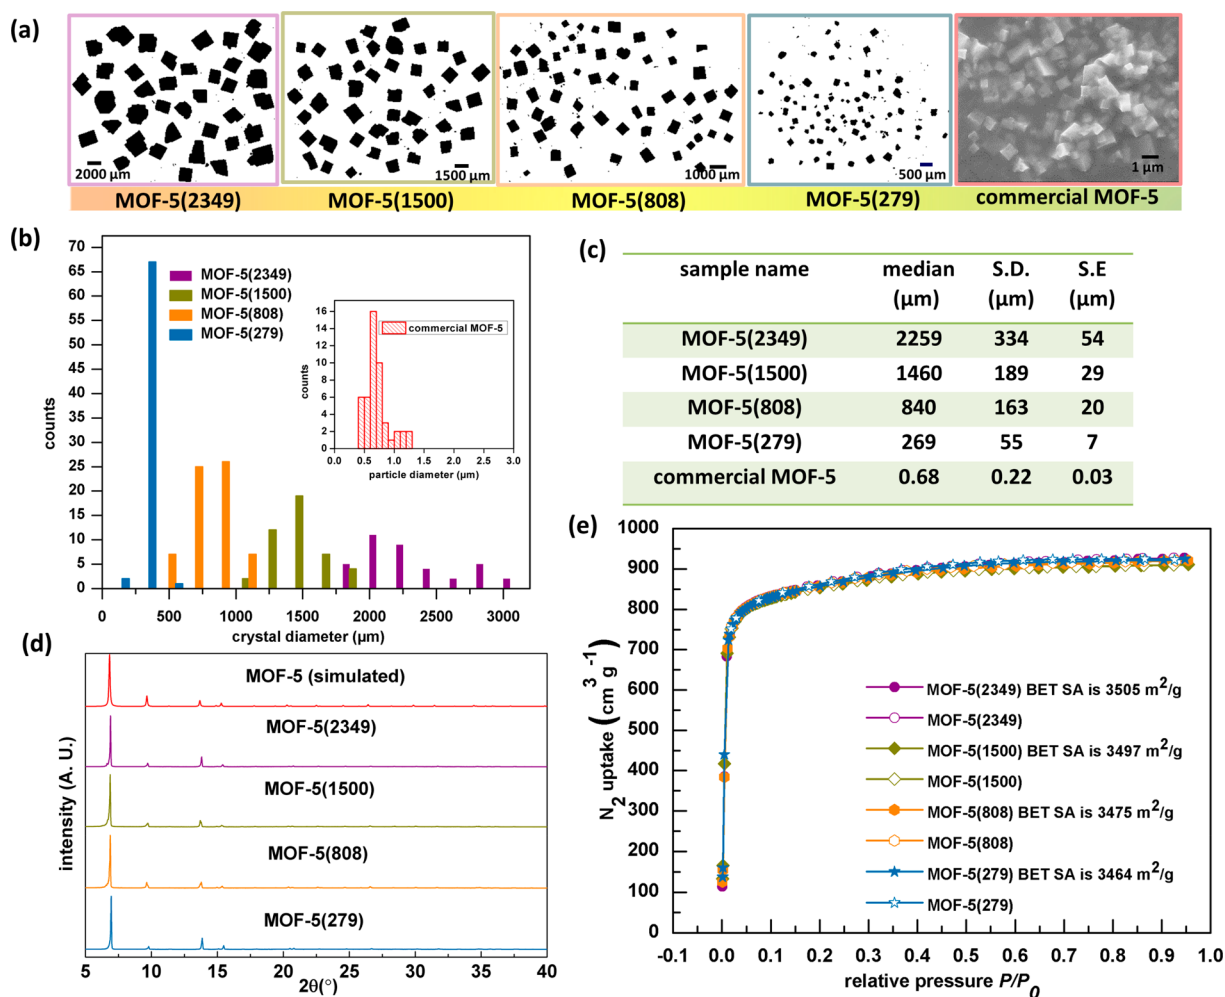 (a)
2000 μm
1500 μm
1000 μm
500 μm
1 μm
MOF-5(2349)
MOF-5(1500)
MOF-5(808)
MOF-5(279)
commercial MOF-5
(b)
70
65
60
55
50
45
40
35
30
25
20
15
10
5
0
counts
MOF-5(2349)
MOF-5(1500)
MOF-5(808)
MOF-5(279)
16
14
12
10
8
6
4
2
0
counts
commercial MOF-5
0.0 0.5 1.0 1.5 2.0 2.5 3.0
particle diameter (μm)
0 500 1000 1500 2000 2500 3000
crystal diameter (μm)
(c)
sample name median S.D. S.E
(μm) (μm) (μm)
MOF-5(2349) 2259 334 54
MOF-5(1500) 1460 189 29
MOF-5(808) 840 163 20
MOF-5(279) 269 55 7
commercial MOF-5 0.68 0.22 0.03
(d)
intensity (A. U.)
MOF-5 (simulated)
MOF-5(2349)
MOF-5(1500)
MOF-5(808)
MOF-5(279)
5 10 15 20 25 30 35 40
2θ(°)
(e)
1000
900
800
700
600
500
400
300
200
100
0
N2 uptake (cm3 g-1)
MOF-5(2349) BET SA is 3505 m2/g
MOF-5(2349)
MOF-5(1500) BET SA is 3497 m2/g
MOF-5(1500)
MOF-5(808) BET SA is 3475 m2/g
MOF-5(808)
MOF-5(279) BET SA is 3464 m2/g
MOF-5(279)
-0.1 0.0 0.1 0.2 0.3 0.4 0.5 0.6 0.7 0.8 0.9 1.0
relative pressure P/P0